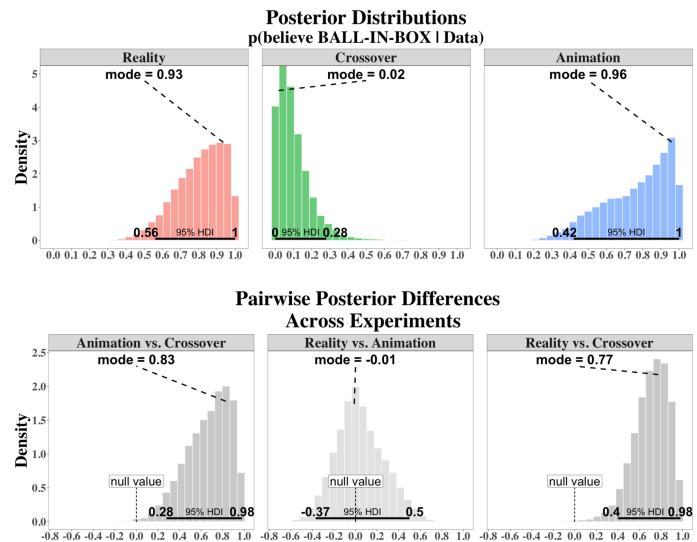 Posterior Distributions
p(believe BALL-IN-BOX | Data)
Reality Crossover Animation
mode = 0.93 mode = 0.02 mode = 0.96
5
4
3
2
1
0
Density
0.56 95% HDI 1 0 95% HDI 0.28 0.42 95% HDI 1
0.0 0.1 0.2 0.3 0.4 0.5 0.6 0.7 0.8 0.9 1.0 0.0 0.1 0.2 0.3 0.4 0.5 0.6 0.7 0.8 0.9 1.0 0.0 0.1 0.2 0.3 0.4 0.5 0.6 0.7 0.8 0.9 1.0
Pairwise Posterior Differences
Across Experiments
Animation vs. Crossover Reality vs. Animation Reality vs. Crossover
mode = 0.83 mode = -0.01 mode = 0.77
2.5
2.0
1.5
1.0
0.5
0.0
Density
null value null value null value
0.28 95% HDI 0.98 -0.37 95% HDI 0.5 0.4 95% HDI 0.98
-0.8 -0.6 -0.4 -0.2 0.0 0.2 0.4 0.6 0.8 1.0 -0.8 -0.6 -0.4 -0.2 0.0 0.2 0.4 0.6 0.8 1.0 -0.8 -0.6 -0.4 -0.2 0.0 0.2 0.4 0.6 0.8 1.0